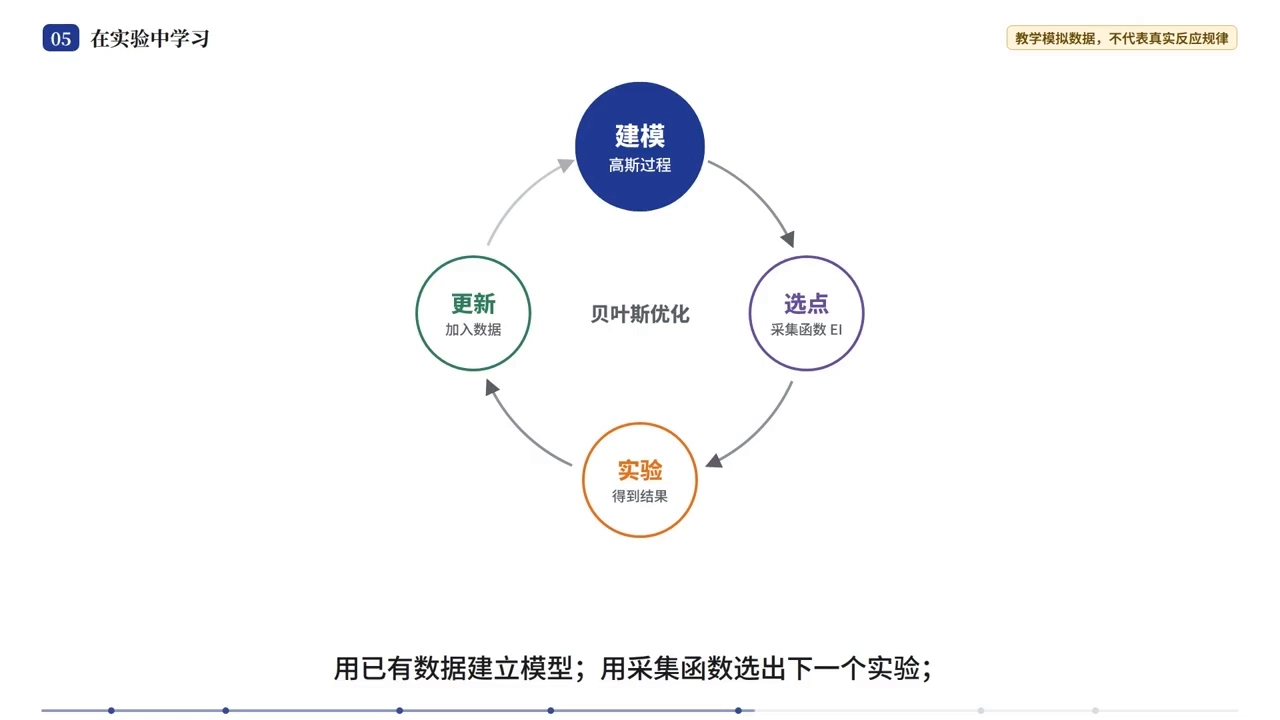 05 在实验中学习
教学模拟数据，不代表真实反应规律
建模
高斯过程
更新
加入数据
贝叶斯优化
选点
采集函数 EI
实验
得到结果
用已有数据建立模型；用采集函数选出下一个实验；